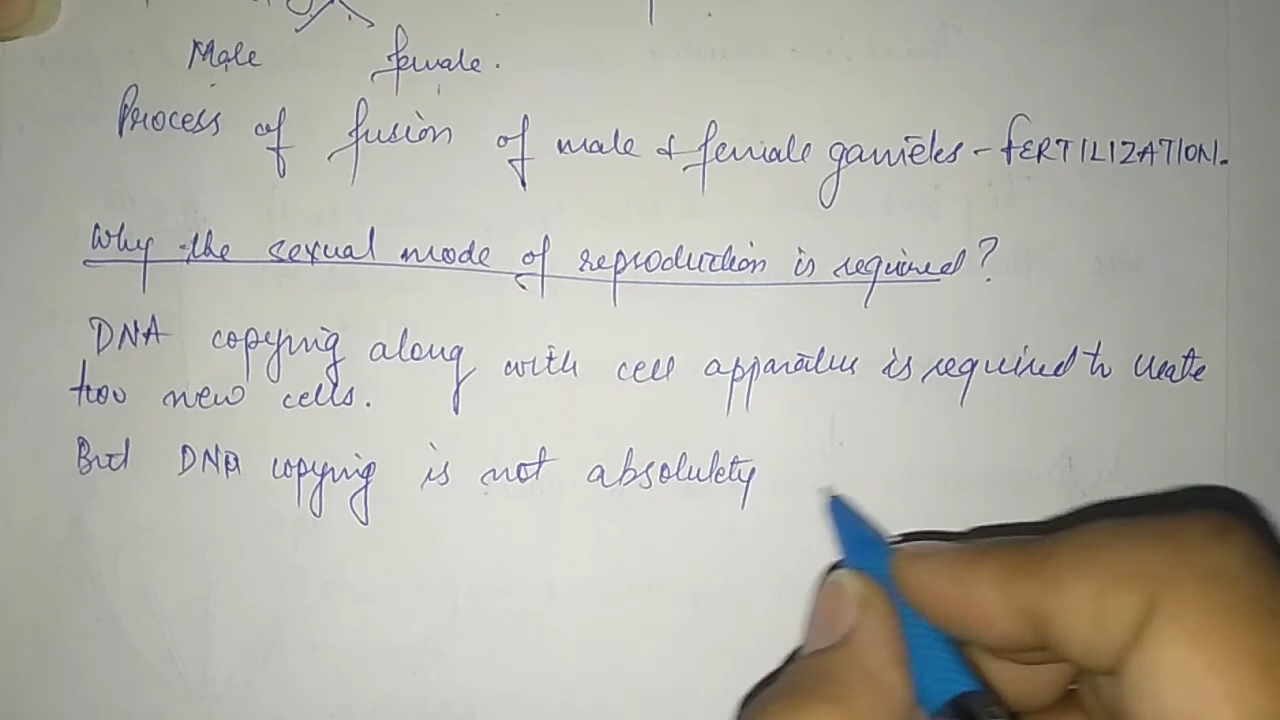 Male female.
Process of fusion of male & female gametes - FERTILIZATION.
Why the sexual mode of reproduction is required?
DNA copying along with cell apparatus is required to create
two new cells.
But DNA copying is not absolutely